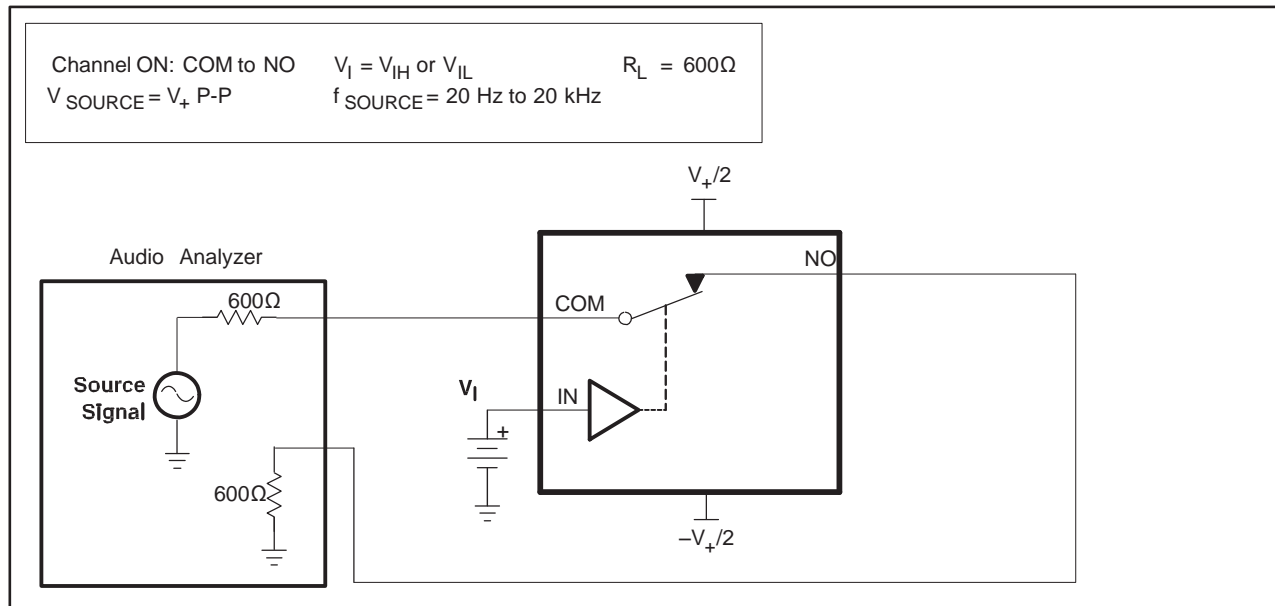 Channel ON: COM to NO V_I = V_IH or V_IL R_L = 600Ω
V_SOURCE = V_+ P-P f_SOURCE = 20 Hz to 20 kHz
V_+/2
Audio Analyzer
NO
600Ω
COM
Source
Signal
V_I
IN
+
600Ω
–V_+/2